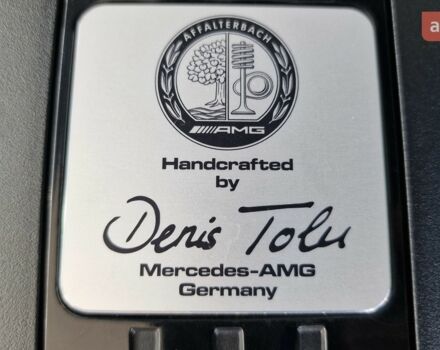 AFFALTERBACH
AMG
Handcrafted
by
Denis Tolu
Mercedes-AMG
Germany